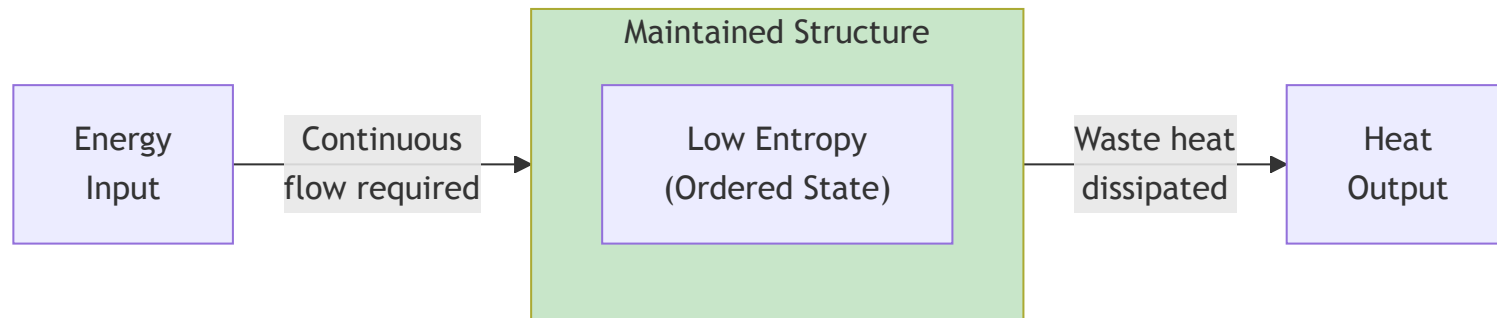 Maintained Structure
Energy
Input
Continuous
flow required
Low Entropy
(Ordered State)
Waste heat
dissipated
Heat
Output